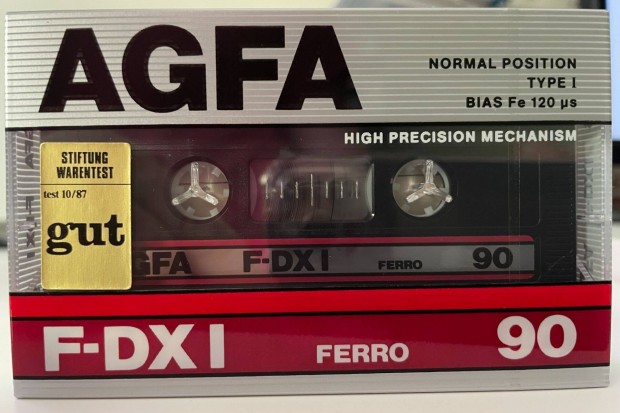 AGFA
NORMAL POSITION
TYPE I
BIAS Fe 120 µs
HIGH PRECISION MECHANISM
STIFTUNG
WARENTEST
test 10/87
gut
GFA F-DX I FERRO 90
F-DX I FERRO 90